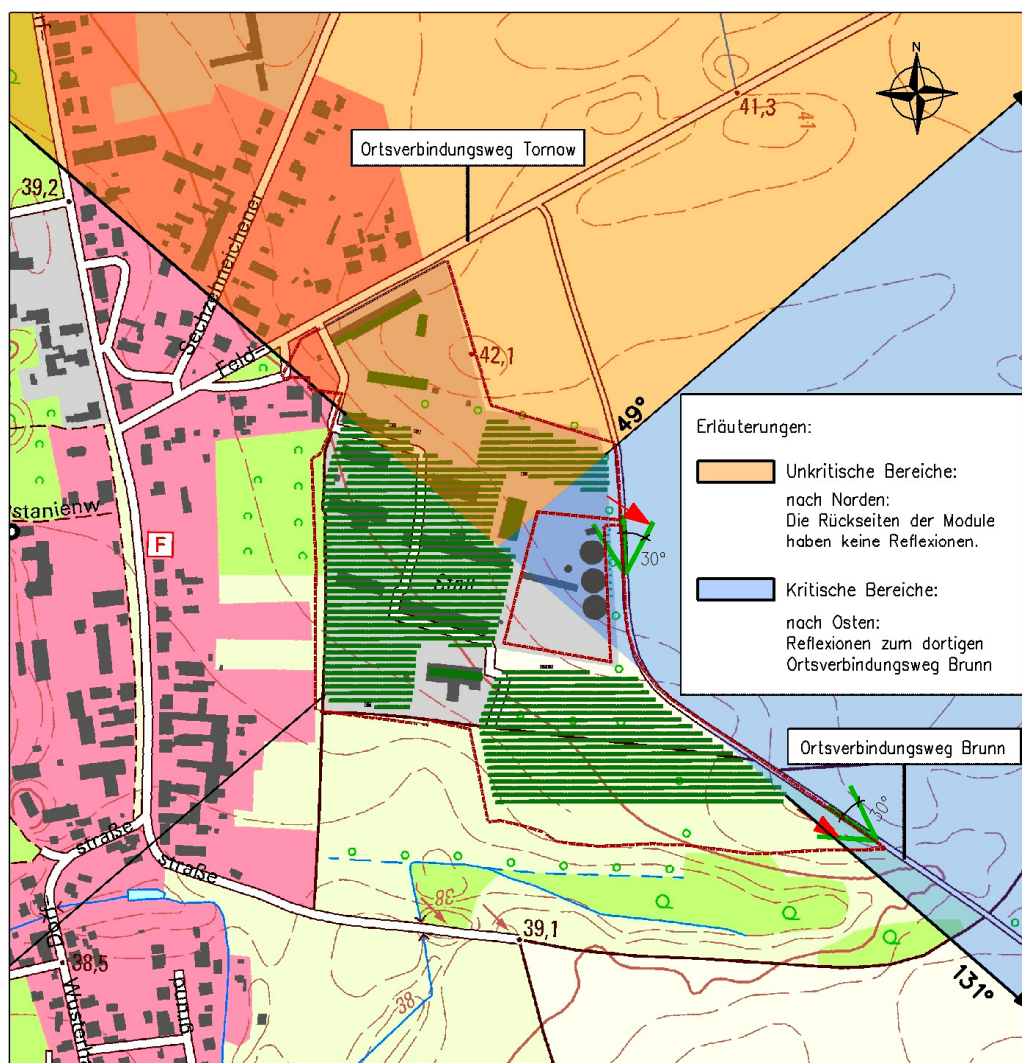 N
41,3
41
Ortsverbindungsweg Tornow
39,2
Sechzehneichener
42,1
Feld-
49°
Erläuterungen:
Unkritische Bereiche:
nach Norden:
Die Rückseiten der Module
haben keine Reflexionen.
F
30°
Kritische Bereiche:
nach Osten:
Reflexionen zum dortigen
Ortsverbindungsweg Brunn
Ortsverbindungsweg Brunn
30°
straße
straße
38
39,1
38,5
38
131°